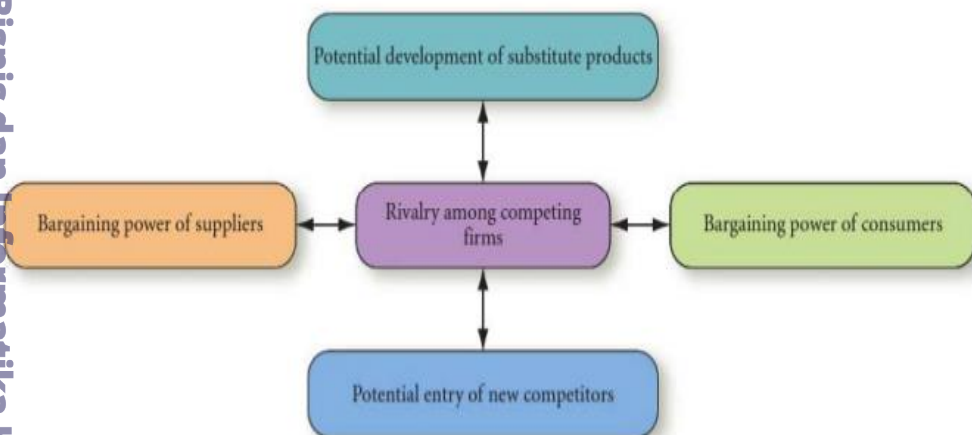 Potential development of substitute products
Bargaining power of suppliers
Rivalry among competing
firms
Bargaining power of consumers
Potential entry of new competitors